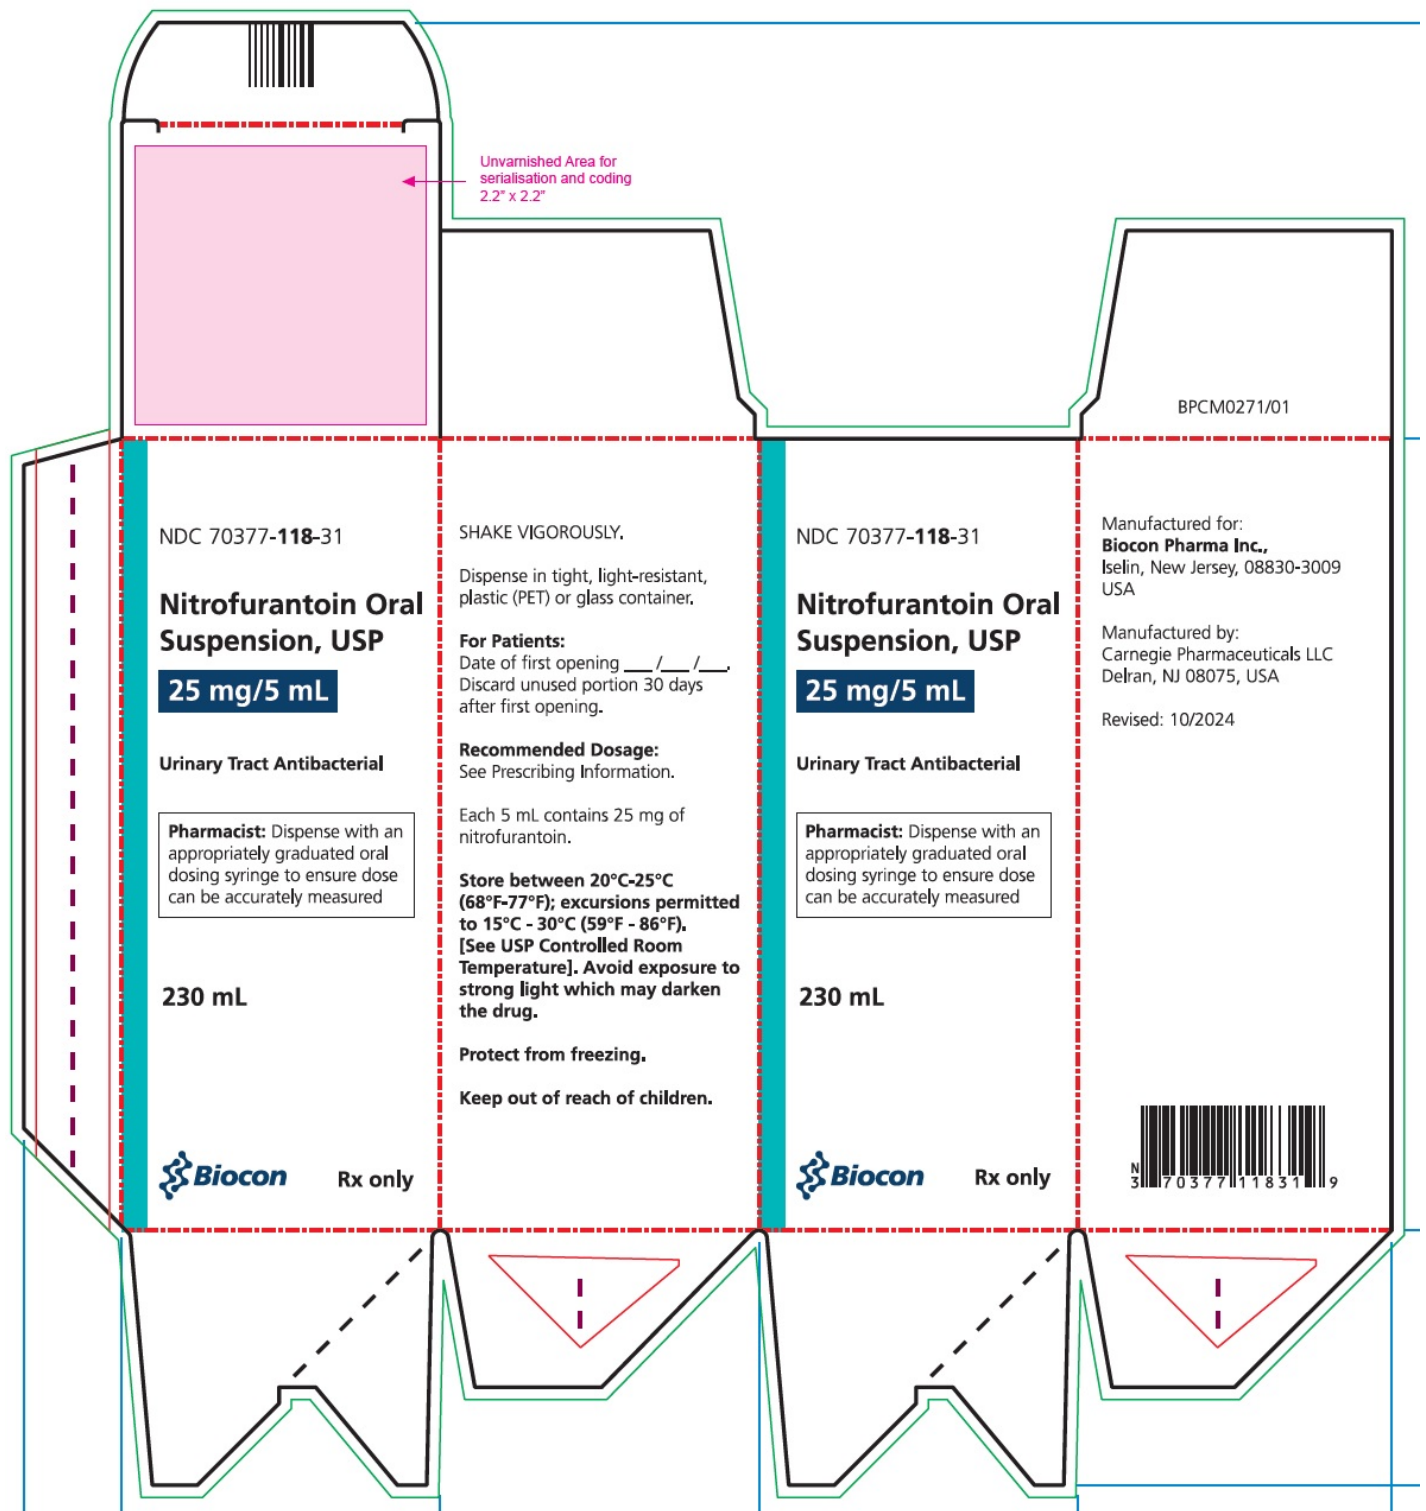 Unvarnished Area for
serialisation and coding
2.2" x 2.2"
BPCM0271/01
NDC 70377-118-31
Nitrofurantoin Oral
Suspension, USP
25 mg/5 mL
Urinary Tract Antibacterial
Pharmacist: Dispense with an
appropriately graduated oral
dosing syringe to ensure dose
can be accurately measured
230 mL
Biocon
Rx only
SHAKE VIGOROUSLY.
Dispense in tight, light-resistant,
plastic (PET) or glass container.
For Patients:
Date of first opening ___ /___ /___.
Discard unused portion 30 days
after first opening.
Recommended Dosage:
See Prescribing Information.
Each 5 mL contains 25 mg of
nitrofurantoin.
Store between 20°C-25°C
(68°F-77°F); excursions permitted
to 15°C - 30°C (59°F - 86°F).
[See USP Controlled Room
Temperature]. Avoid exposure to
strong light which may darken
the drug.
Protect from freezing.
Keep out of reach of children.
NDC 70377-118-31
Nitrofurantoin Oral
Suspension, USP
25 mg/5 mL
Urinary Tract Antibacterial
Pharmacist: Dispense with an
appropriately graduated oral
dosing syringe to ensure dose
can be accurately measured
230 mL
Biocon
Rx only
Manufactured for:
Biocon Pharma Inc.,
Iselin, New Jersey, 08830-3009
USA
Manufactured by:
Carnegie Pharmaceuticals LLC
Delran, NJ 08075, USA
Revised: 10/2024
N
3 70377 11831 9